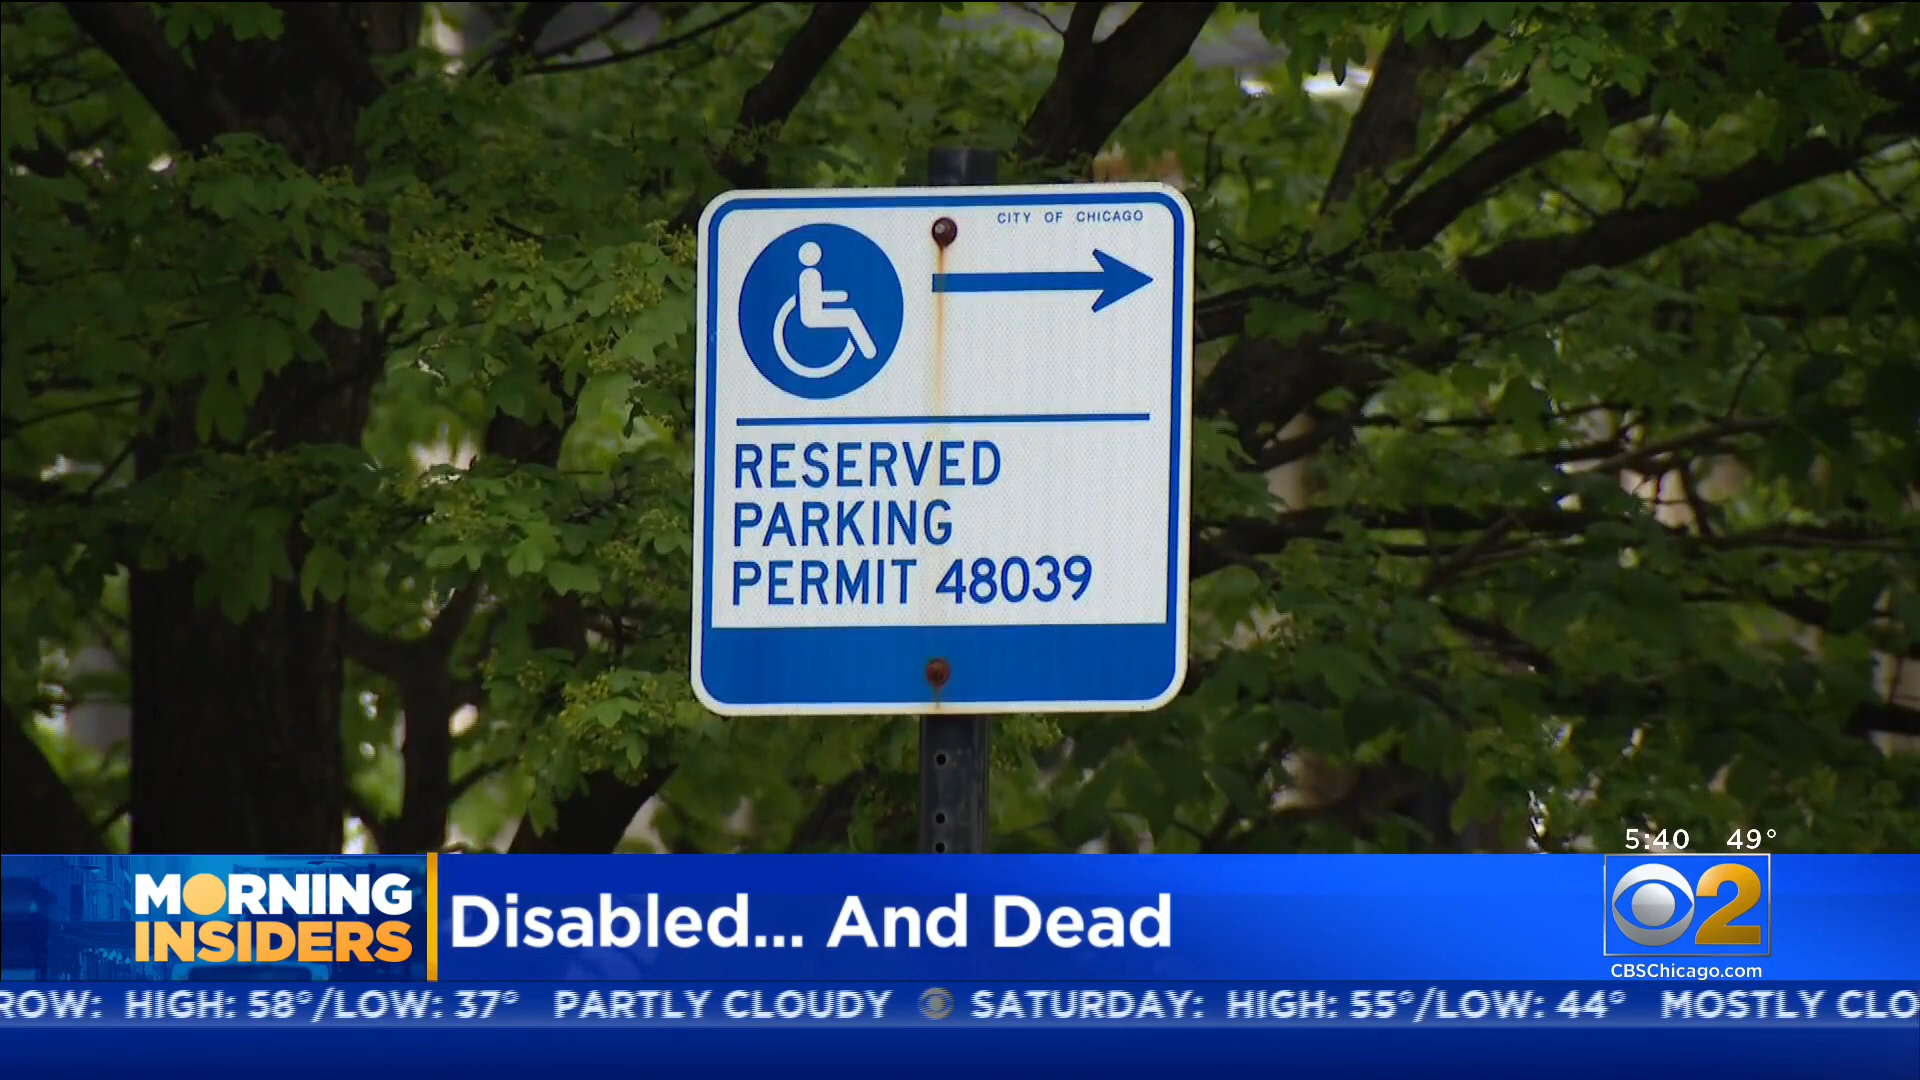 CITY OF CHICAGO
RESERVED
PARKING
PERMIT 48039
5:40 49°
MORNING
INSIDERS
Disabled... And Dead
2
CBSChicago.com
ROW: HIGH: 58°/LOW: 37° PARTLY CLOUDY SATURDAY: HIGH: 55°/LOW: 44° MOSTLY CLO